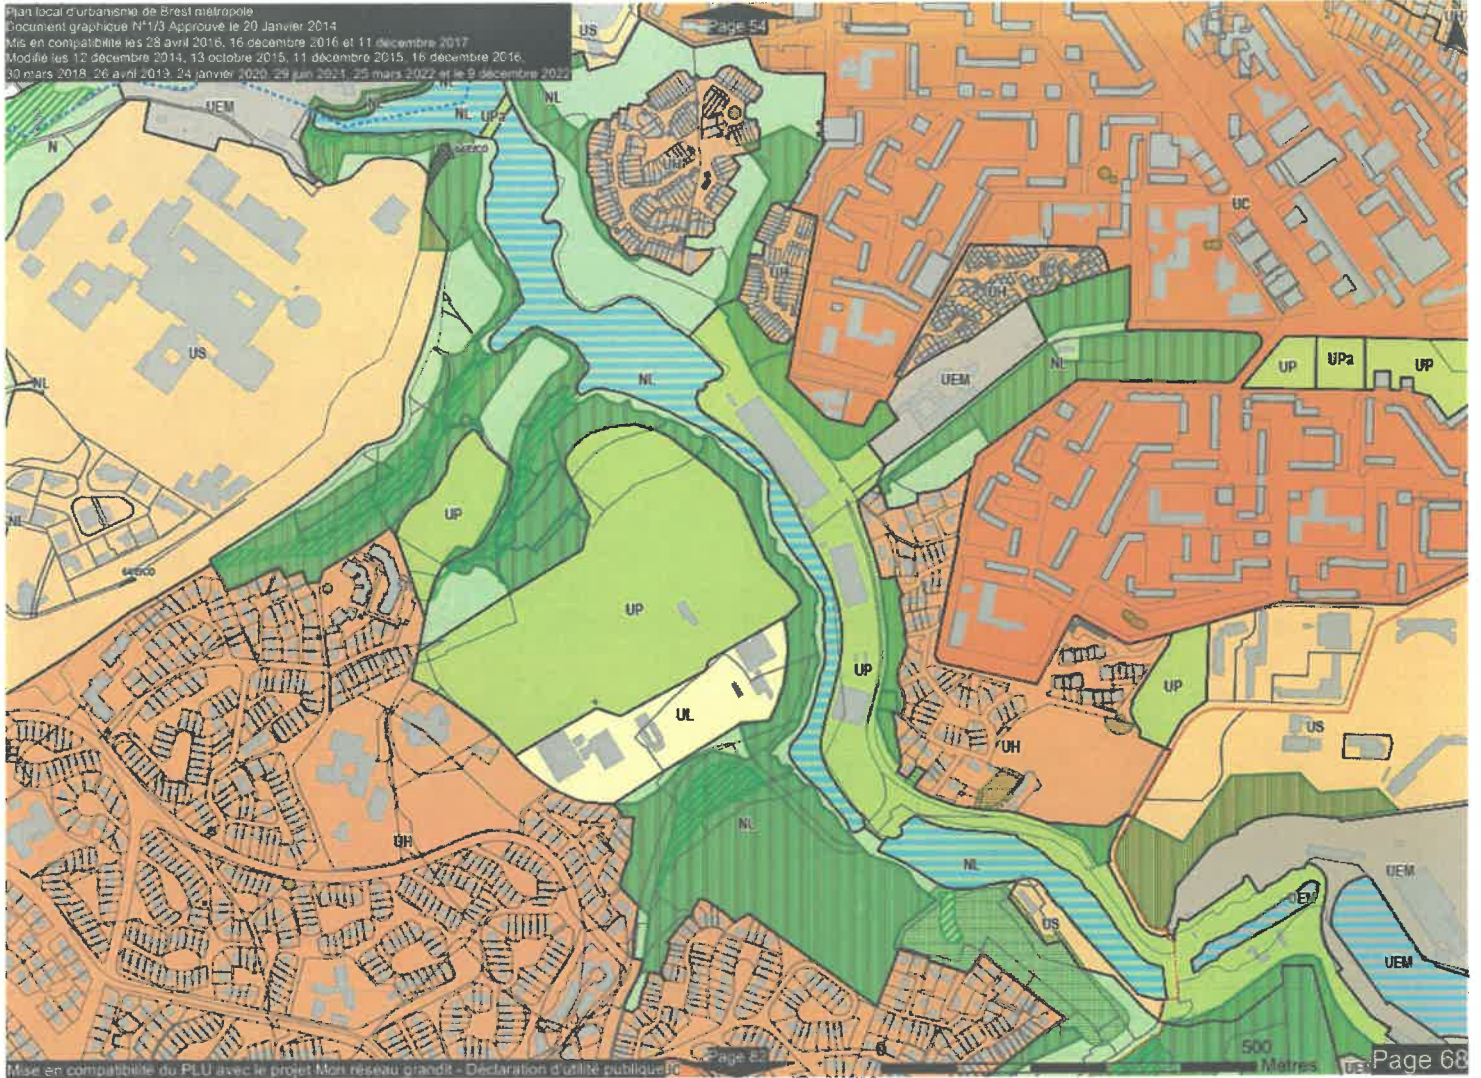 Plan local d'urbanisme de Brest métropole
Document graphique N°1/3 Approuvé le 20 Janvier 2014
Mis en compatibilité les 28 avril 2016, 16 décembre 2016 et 11 décembre 2017
Modifié les 12 décembre 2014, 13 octobre 2015, 11 décembre 2015, 16 décembre 2016,
30 mars 2018, 26 avril 2019, 24 janvier 2020, 29 juin 2021, 25 mars 2022 et le 9 décembre 2022
Page 54
US
UEM
NL
NL
NL UPa
NL
N
UH
UC
UH
UH
US
NL
NL
UEM
NL
UP
UPa
UP
NL
UP
UP
UP
UP
UL
US
UH
UH
NL
NL
UEM
UEM
US
UEM
Page 82
500
Mètres
Page 68
Mise en compatibilité du PLU avec le projet Mon réseau grandit - Déclaration d'utilité publique